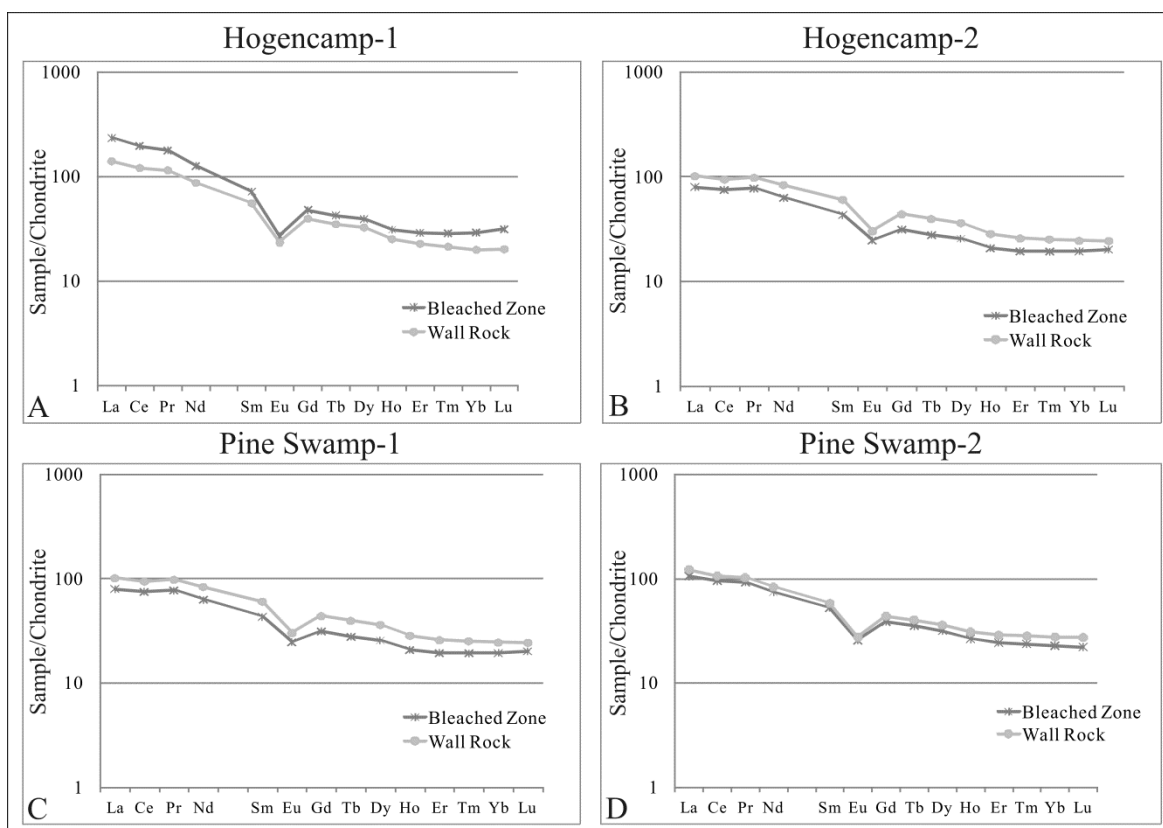 Hogencamp-1
1000
100
10
1
Sample/Chondrite
Bleached Zone
Wall Rock
La Ce Pr Nd Sm Eu Gd Tb Dy Ho Er Tm Yb Lu
A
Hogencamp-2
1000
100
10
1
Sample/Chondrite
Bleached Zone
Wall Rock
La Ce Pr Nd Sm Eu Gd Tb Dy Ho Er Tm Yb Lu
B
Pine Swamp-1
1000
100
10
1
Sample/Chondrite
Bleached Zone
Wall Rock
La Ce Pr Nd Sm Eu Gd Tb Dy Ho Er Tm Yb Lu
C
Pine Swamp-2
1000
100
10
1
Sample/Chondrite
Bleached Zone
Wall Rock
La Ce Pr Nd Sm Eu Gd Tb Dy Ho Er Tm Yb Lu
D